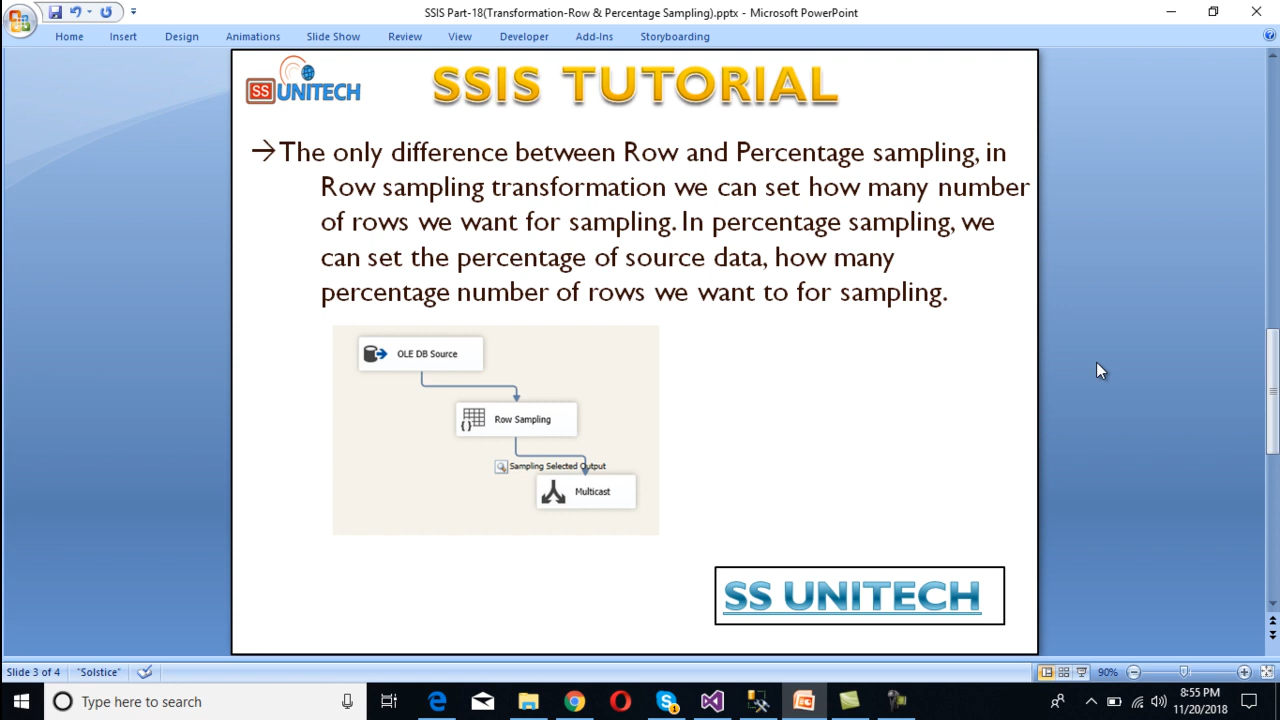 SSIS Part-18(Transformation-Row & Percentage Sampling).pptx - Microsoft PowerPoint
Home Insert Design Animations Slide Show Review View Developer Add-Ins Storyboarding
SS UNITECH
SSIS TUTORIAL
→The only difference between Row and Percentage sampling, in
Row sampling transformation we can set how many number
of rows we want for sampling. In percentage sampling, we
can set the percentage of source data, how many
percentage number of rows we want to for sampling.
OLE DB Source
Row Sampling
Sampling Selected Output
Multicast
SS UNITECH
Slide 3 of 4 "Solstice" 90%
Type here to search
8:55 PM
11/20/2018